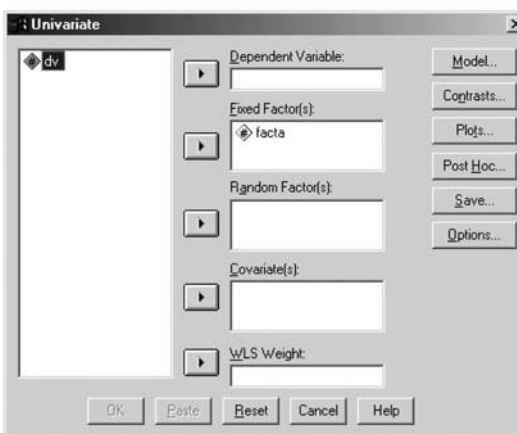 Univariate
dv
Dependent Variable:
Fixed Factor(s):
facta
Random Factor(s):
Covariate(s):
WLS Weight:
Model...
Contrasts...
Plots...
Post Hoc...
Save...
Options...
OK
Paste
Reset
Cancel
Help